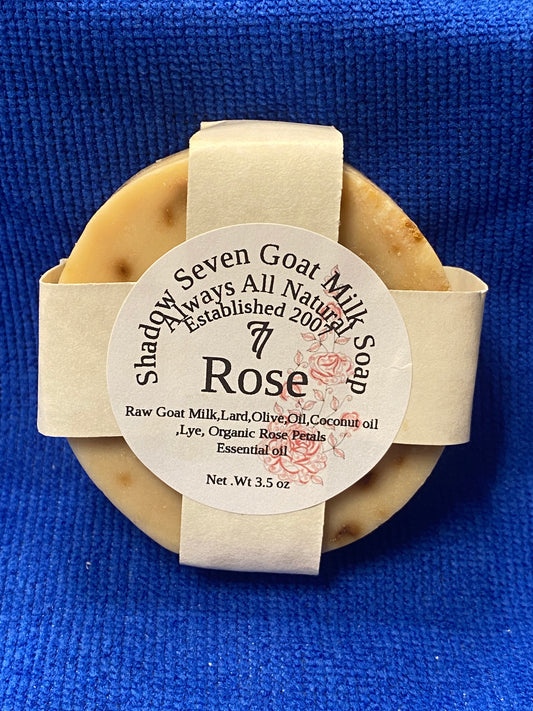 Shadow Seven Goat Milk Soap
Always All Natural
Established 2007
77
Rose
Raw Goat Milk,Lard,Olive,Oil,Coconut oil
,Lye, Organic Rose Petals
Essential oil
Net .Wt 3.5 oz